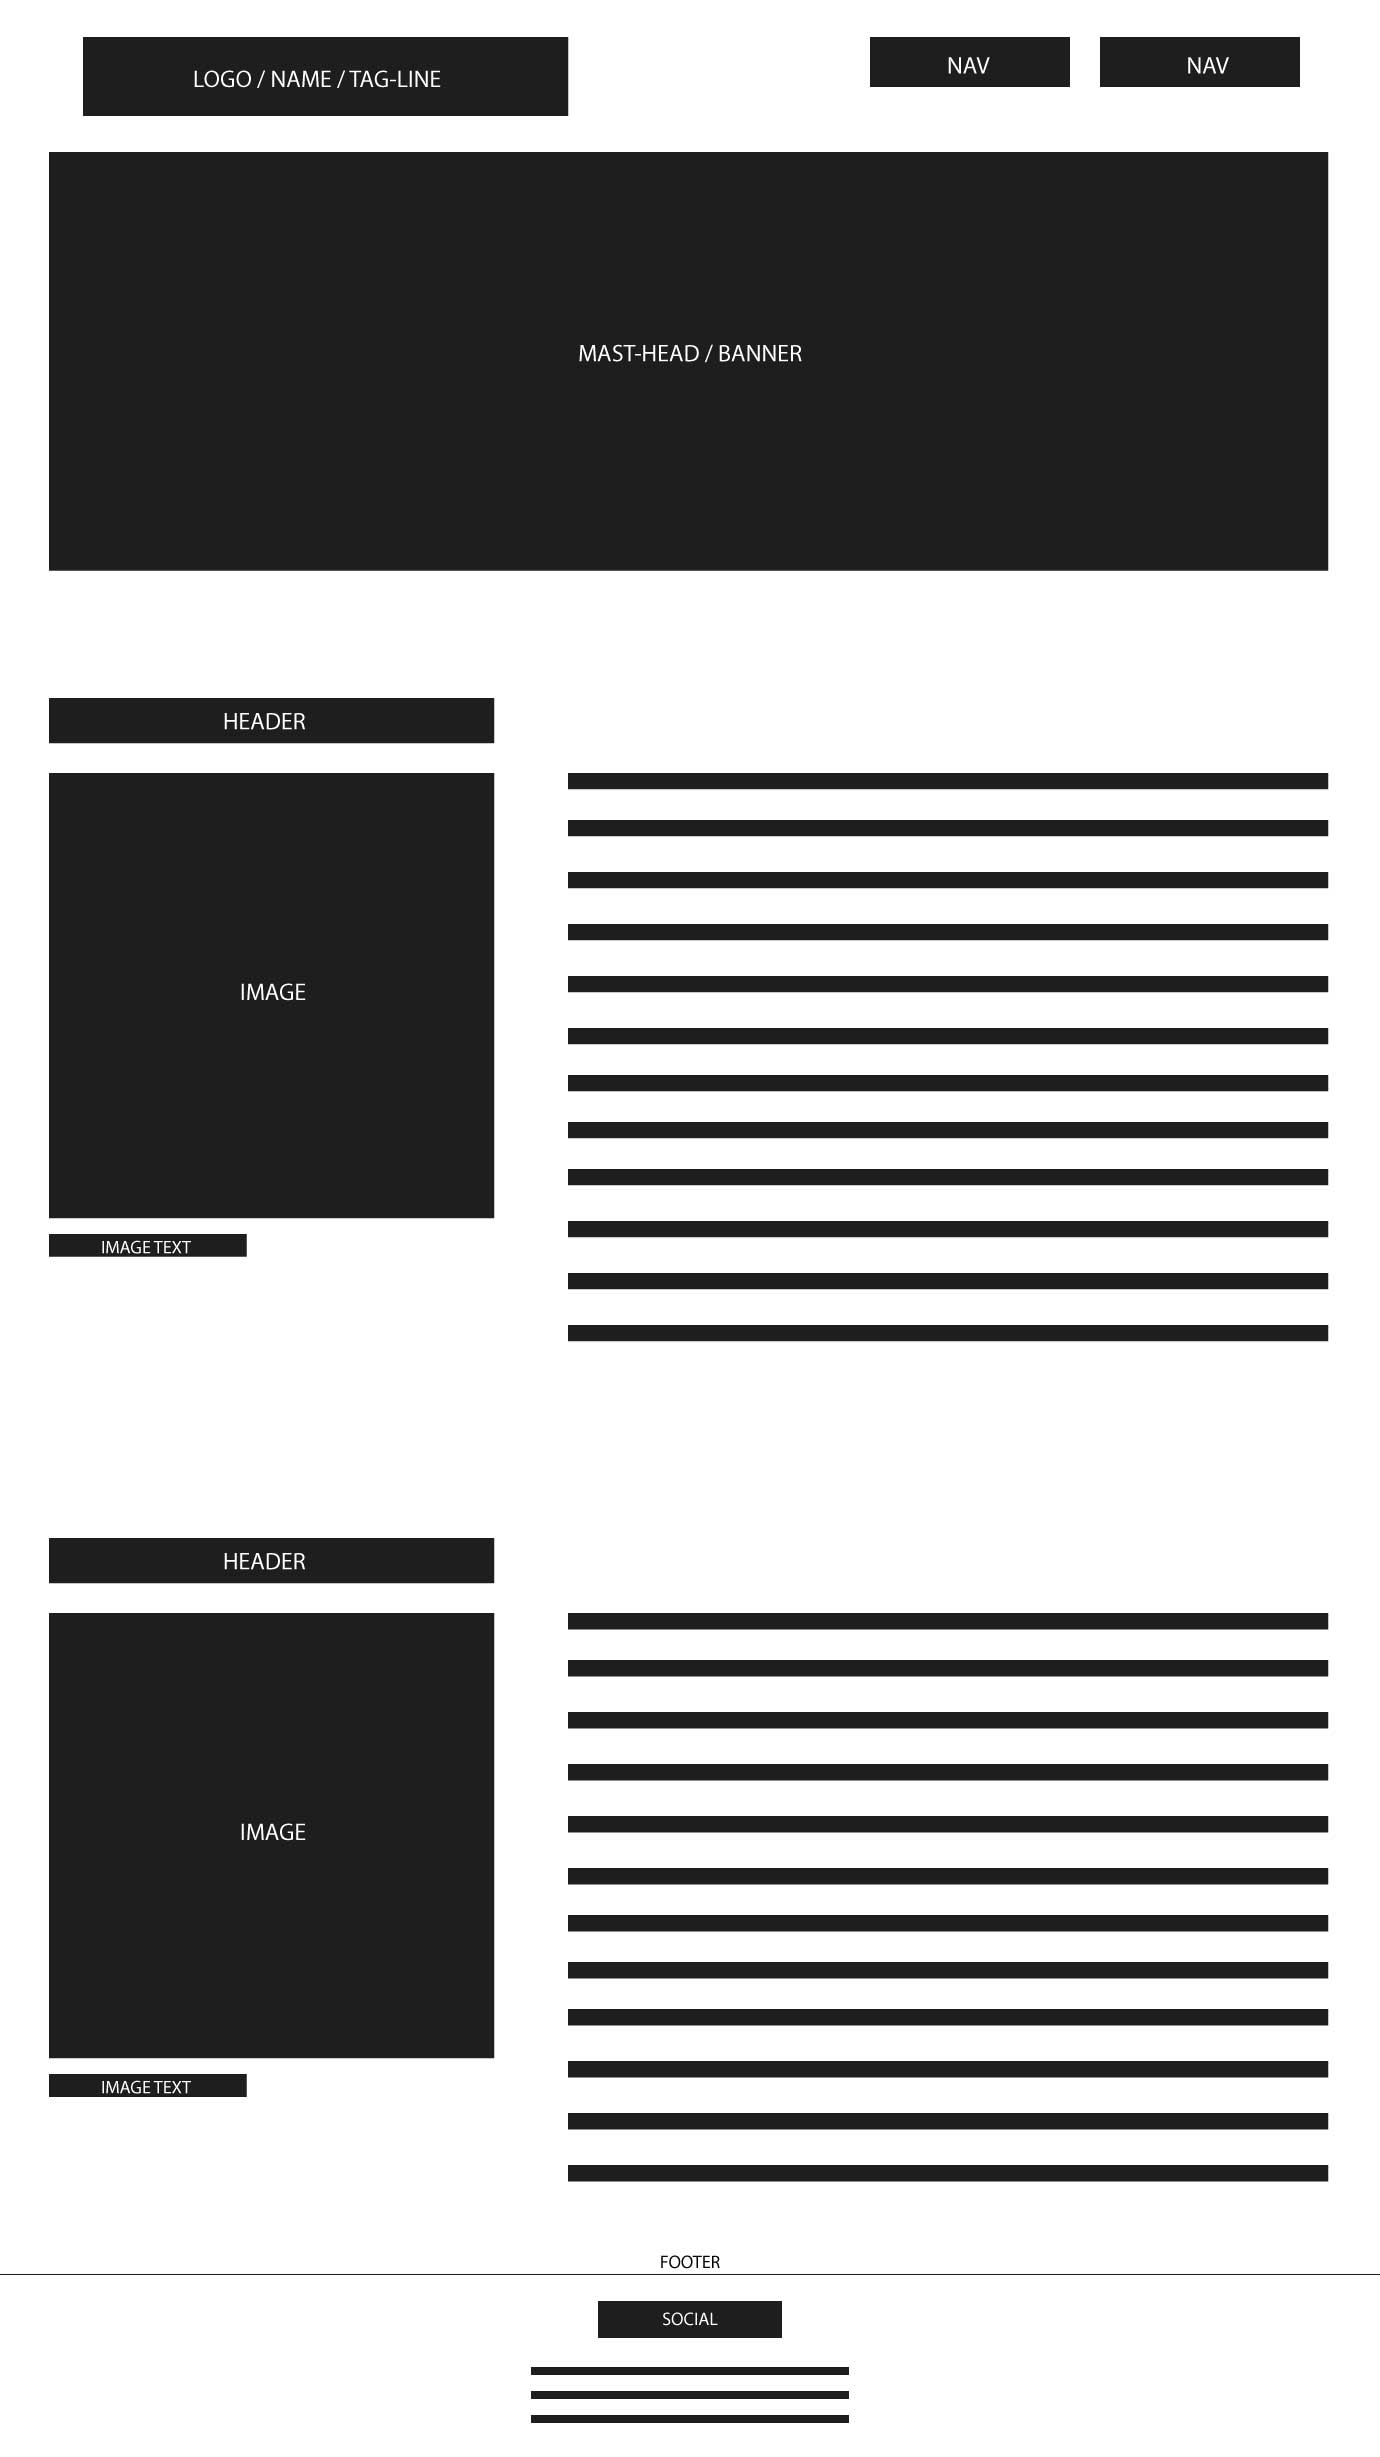 LOGO / NAME / TAG-LINE
NAV
NAV
MAST-HEAD / BANNER
HEADER
IMAGE
IMAGE TEXT
HEADER
IMAGE
IMAGE TEXT
FOOTER
SOCIAL